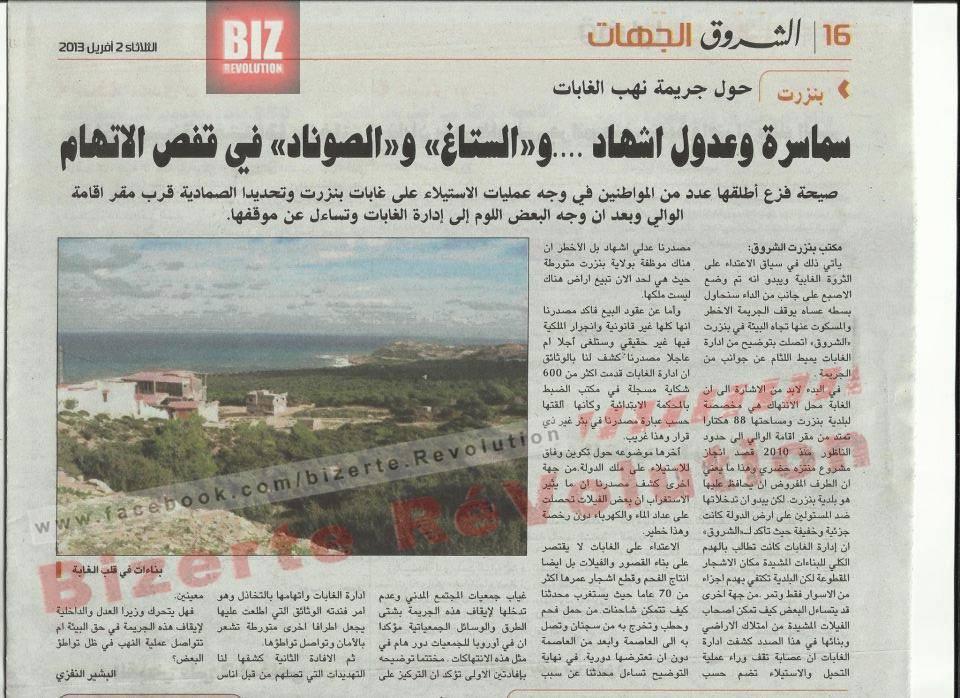 16 | الشروق الجهات
الثلاثاء 2 أفريل 2013
BIZ
REVOLUTION
بنزرت
حول جريمة نهب الغابات
سماسرة وعدول اشهاد ....و«الستاغ» و«الصوناد» في قفص الاتهام
صيحة فزع أطلقها عدد من المواطنين في وجه عمليات الاستيلاء على غابات بنزرت وتحديدا الصمادية قرب مقر اقامة
الوالي وبعد ان وجه البعض اللوم إلى إدارة الغابات وتساءل عن موقفها.
مكتب بنزرت الشروق:
يأتي ذلك في سياق الاعتداء على
الثروة الغابية ويبدو انه تم وضع
الاصبع على جانب من الداء سنحاول
بسطه عساه يوقف الجريمة الاخطر
والمسكوت عنها تجاه البيئة في بنزرت
«الشروق» اتصلت بتوضيح من ادارة
الغابات يميط اللثام عن جوانب من
الجريمة.
في البدء لابد من الاشارة الى ان
الغابة محل الانتهاك هي مخصصة
لبلدية بنزرت ومساحتها 88 هكتارا
تمتد من مقر اقامة الوالي الى حدود
الناظور منذ 2010 قصد انجاز
مشروع منتزه حضري وهذا ما يعني
ان الطرف المفروض ان يحافظ عليها
هو بلدية بنزرت. لكن يبدو ان تدخلاتها
ضد المستولين على ارض الدولة كانت
جزئية وخفيفة حيث تأكد لـ«الشروق»
ان إدارة الغابات كانت تطالب بالهدم
الكلي للبناءات المشيدة مكان الاشجار
المقطوعة لكن البلدية تكتفي بهدم اجزاء
من الاسوار فقط وتمر. من جهة اخرى
قد يتساءل البعض كيف تمكن اصحاب
الفيلات المشيدة من امتلاك الاراضي
وبنائها في هذا الصدد كشفت ادارة
الغابات ان عصابة تقف وراء عملية
التحيل والاستيلاء تضم حسب
مصدرنا عدلي اشهاد بل الاخطر ان
هناك موظفة بولاية بنزرت متورطة
حيث هي لحد الان تبيع اراض هناك
ليست ملكها.
وأما عن عقود البيع فاكد مصدرنا
انها كلها غير قانونية وانجرار الملكية
فيها غير حقيقي وستلغى آجلا ام
عاجلا مصدرنا كشف لنا بالوثائق
ان ادارة الغابات قدمت اكثر من 600
شكاية مسجلة في مكتب الضبط
بالمحكمة الابتدائية وكأنها ألقتها
حسب عبارة مصدرنا في بئر غير ذي
قرار وهذا غريب.
آخرها موضوعه حول تكوين وفاق
للاستيلاء على ملك الدولة. من جهة
اخرى كشف مصدرنا ان ما يثير
الاستغراب ان بعض الفيلات تحصلت
على عداد الماء والكهرباء دون رخصة
وهذا خطير.
الاعتداء على الغابات لا يقتصر
على بناء القصور والفيلات بل ايضا
انتاج الفحم وقطع اشجار عمرها اكثر
من 70 عاما حيث يستغرب محدثنا
كيف تتمكن شاحنات من حمل فحم
وحطب وتخرج به من سجنان وتصل
به الى العاصمة وابعد من العاصمة
دون ان تعترضها دورية. في نهاية
التوضيح تساءل محدثنا عن سبب
بناءات في قلب الغابة
غياب جمعيات المجتمع المدني وعدم
تدخلها لإيقاف هذه الجريمة بشتى
الطرق والوسائل الجمعياتية مؤكدا
ان في أوروبا للجمعيات دور هام في
مثل هذه الانتهاكات. مختتما توضيحه
بإفادتين الاولى تؤكد ان التركيز على
ادارة الغابات واتهامها بالتخاذل وهو
امر فندته الوثائق التي اطلعت عليها
يجعل اطرافا اخرى متورطة تشعر
بالأمان وتواصل تواطؤها.
ثم الافادة الثانية كشفها لنا
التهديدات التي تصلهم من قبل اناس
معينين.
فهل يتحرك وزيرا العدل والداخلية
لإيقاف هذه الجريمة في حق البيئة ام
تتواصل عملية النهب في ظل تواطؤ
البعض؟
البشير النفزي
www.facebook.com/bizerte.Revolution
Bizerte RéVolution